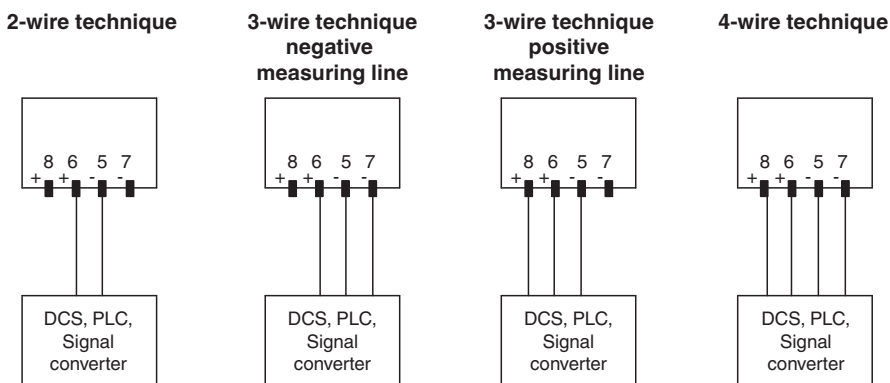 2-wire technique
3-wire technique
negative
measuring line
3-wire technique
positive
measuring line
4-wire technique
8 6 5 7
+ + - -
DCS, PLC,
Signal
converter
8 6 5 7
+ + - -
DCS, PLC,
Signal
converter
8 6 5 7
+ + - -
DCS, PLC,
Signal
converter
8 6 5 7
+ + - -
DCS, PLC,
Signal
converter